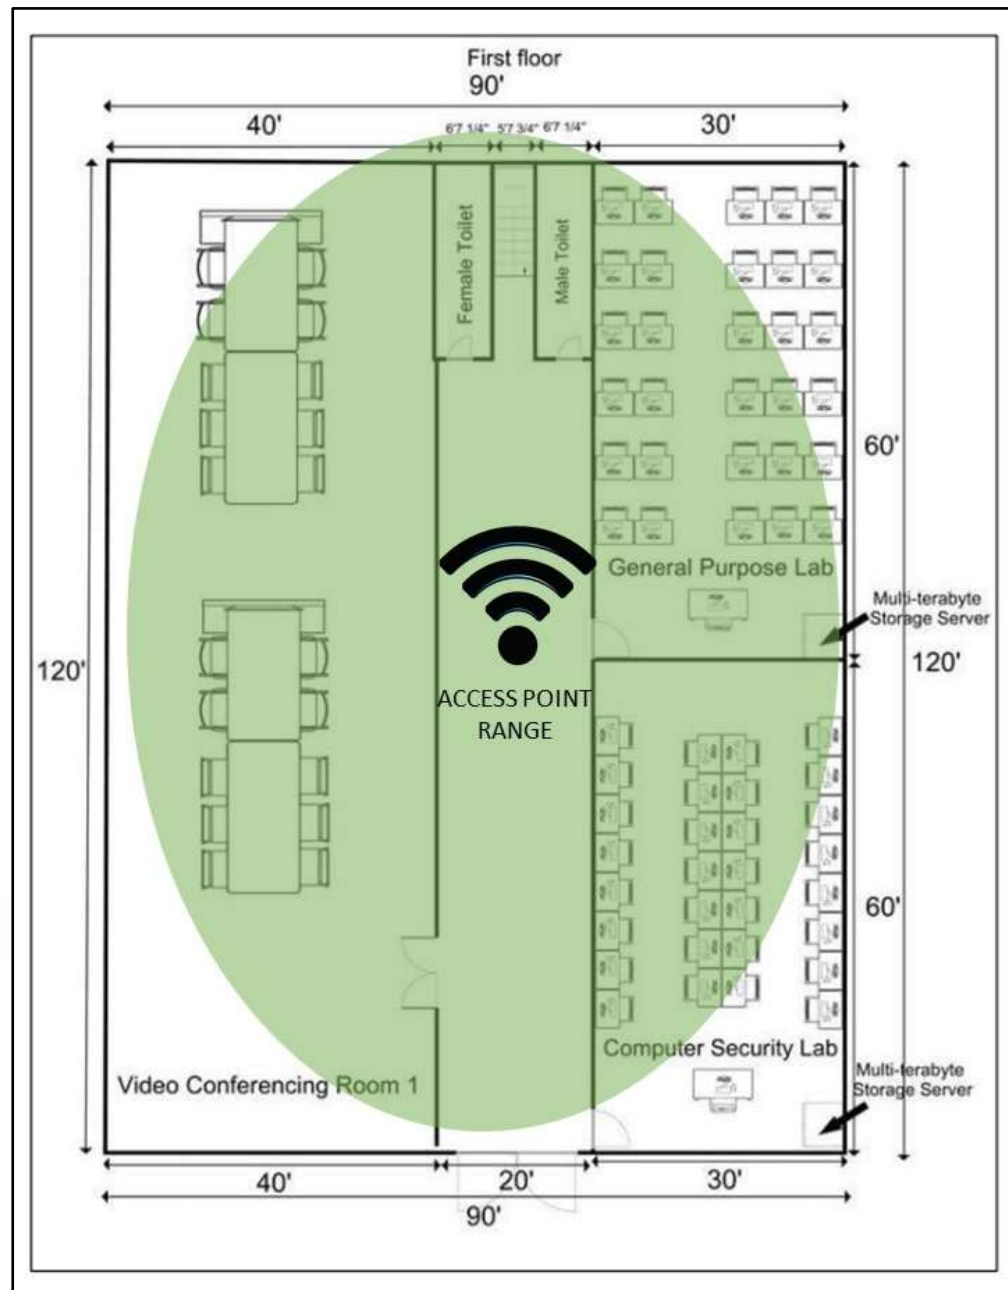 First floor
90'
40'
6'7 1/4"
5'7 3/4"
6'7 1/4"
30'
Female Toilet
Male Toilet
60'
General Purpose Lab
Multi-terabyte
Storage Server
120'
120'
ACCESS POINT
RANGE
60'
Computer Security Lab
Video Conferencing Room 1
Multi-terabyte
Storage Server
40'
20'
30'
90'